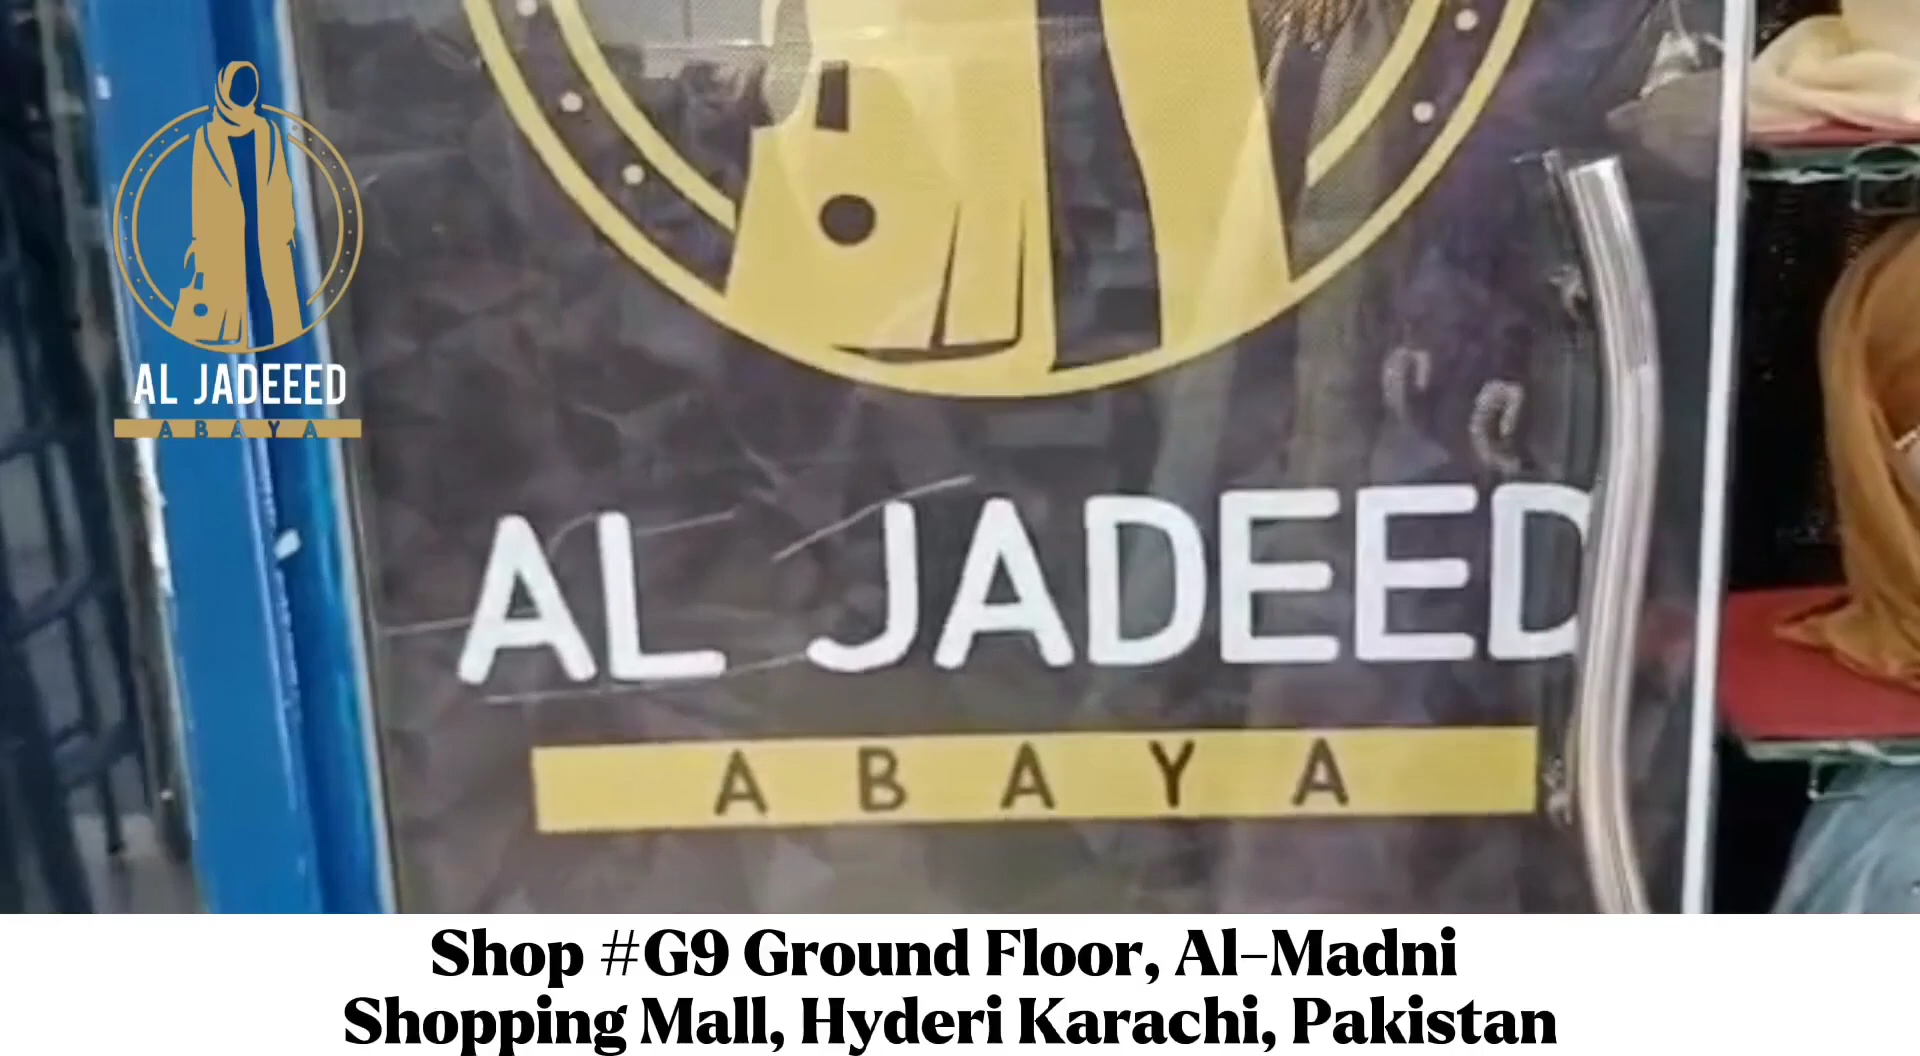 AL JADEEED
ABAYA
AL JADEED
ABAYA
Shop #G9 Ground Floor, Al-Madni
Shopping Mall, Hyderi Karachi, Pakistan